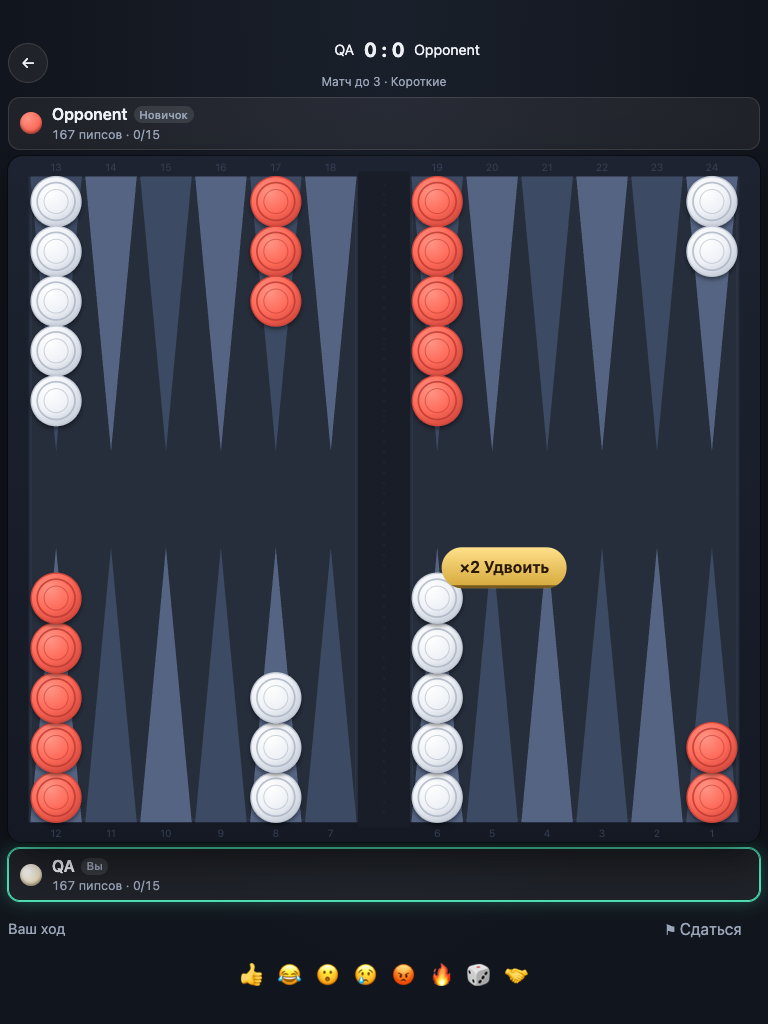 QA 0 : 0 Opponent
Матч до 3 · Короткие
Opponent Новичок
167 пипсов · 0/15
13 14 15 16 17 18 19 20 21 22 23 24
×2 Удвоить
12 11 10 9 8 7 6 5 4 3 2 1
QA Вы
167 пипсов · 0/15
Ваш ход
Сдаться